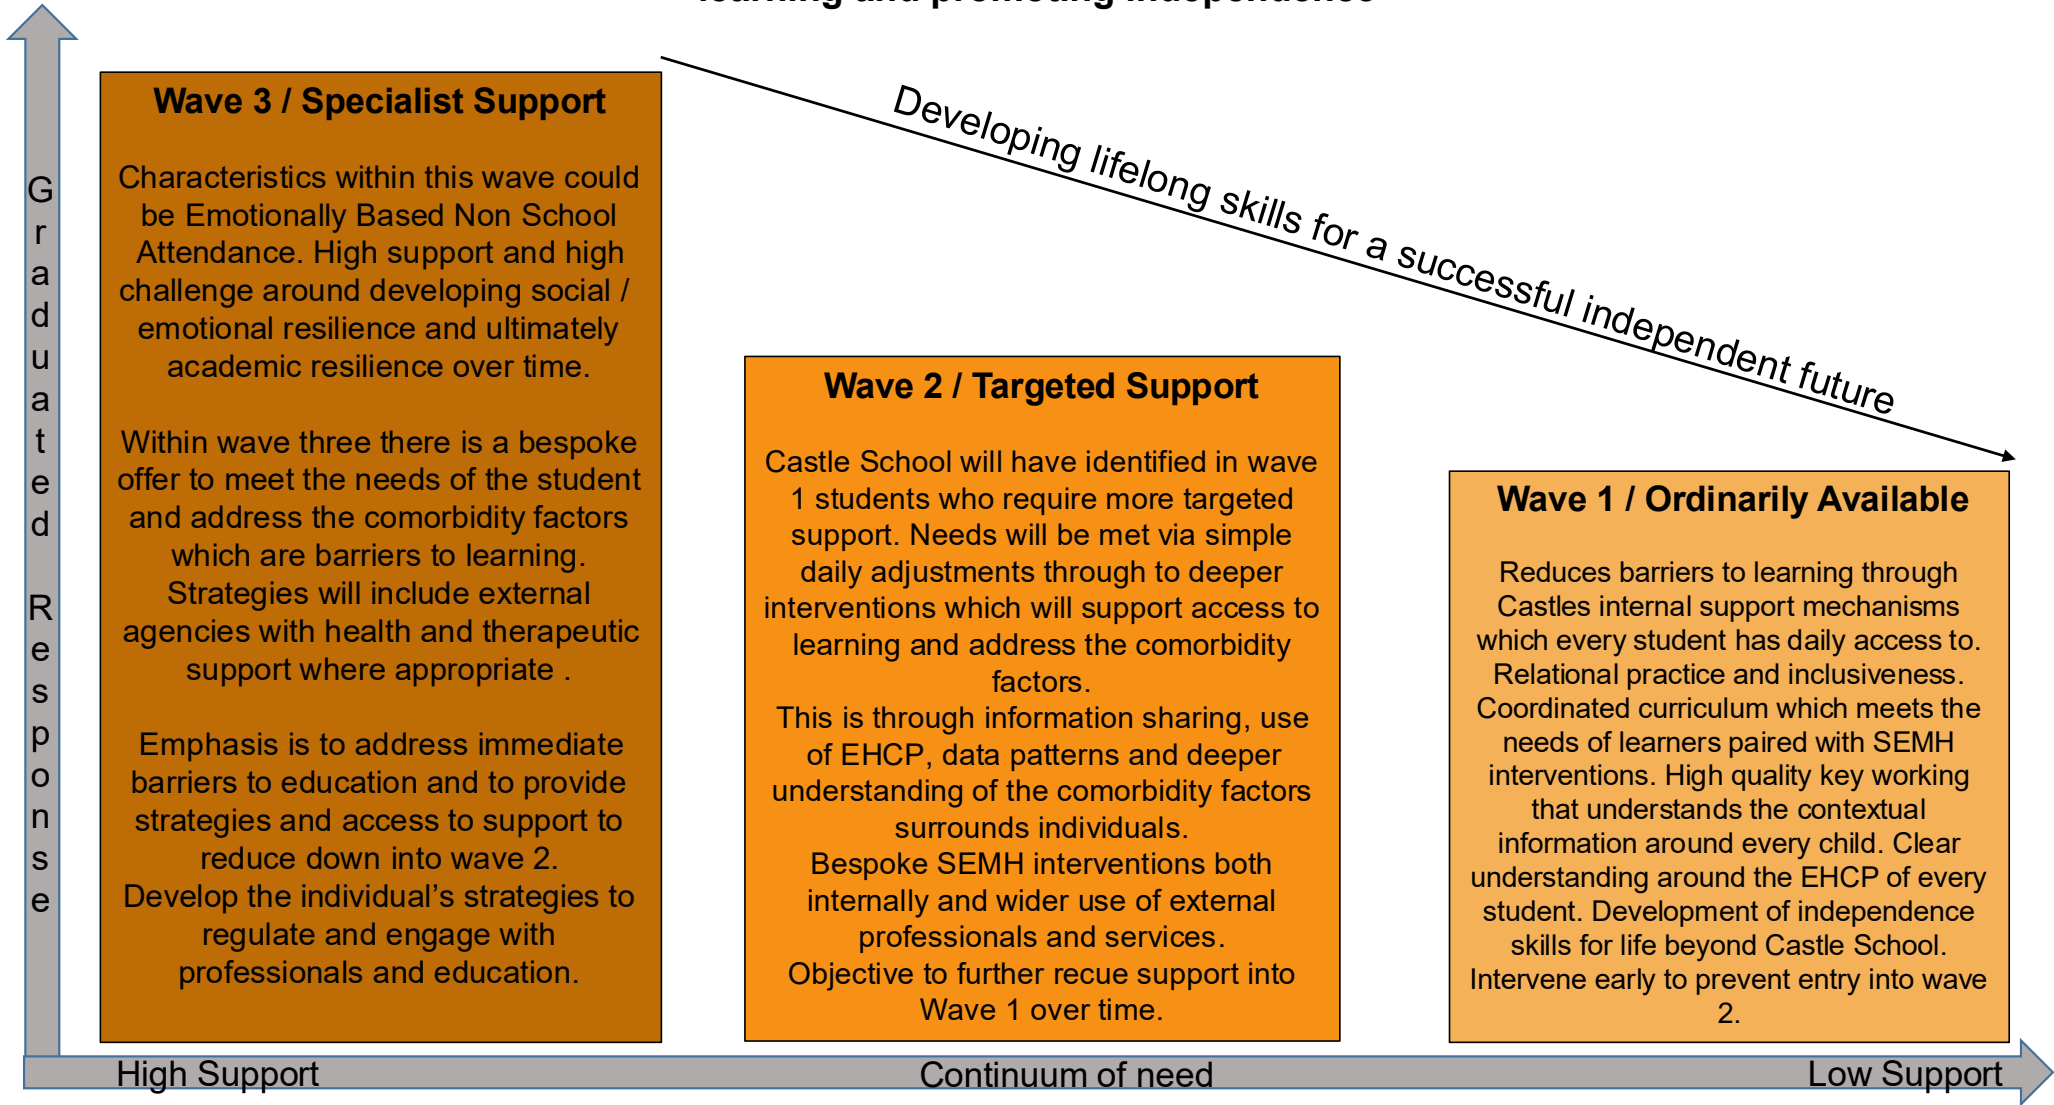 learning and promoting independence
Graduated Response
Wave 3 / Specialist Support
Characteristics within this wave could
be Emotionally Based Non School
Attendance. High support and high
challenge around developing social /
emotional resilience and ultimately
academic resilience over time.
Within wave three there is a bespoke
offer to meet the needs of the student
and address the comorbidity factors
which are barriers to learning.
Strategies will include external
agencies with health and therapeutic
support where appropriate .
Emphasis is to address immediate
barriers to education and to provide
strategies and access to support to
reduce down into wave 2.
Develop the individual’s strategies to
regulate and engage with
professionals and education.
Developing lifelong skills for a successful independent future
Wave 2 / Targeted Support
Castle School will have identified in wave
1 students who require more targeted
support. Needs will be met via simple
daily adjustments through to deeper
interventions which will support access to
learning and address the comorbidity
factors.
This is through information sharing, use
of EHCP, data patterns and deeper
understanding of the comorbidity factors
surrounds individuals.
Bespoke SEMH interventions both
internally and wider use of external
professionals and services.
Objective to further recue support into
Wave 1 over time.
Wave 1 / Ordinarily Available
Reduces barriers to learning through
Castles internal support mechanisms
which every student has daily access to.
Relational practice and inclusiveness.
Coordinated curriculum which meets the
needs of learners paired with SEMH
interventions. High quality key working
that understands the contextual
information around every child. Clear
understanding around the EHCP of every
student. Development of independence
skills for life beyond Castle School.
Intervene early to prevent entry into wave
2.
High Support
Continuum of need
Low Support